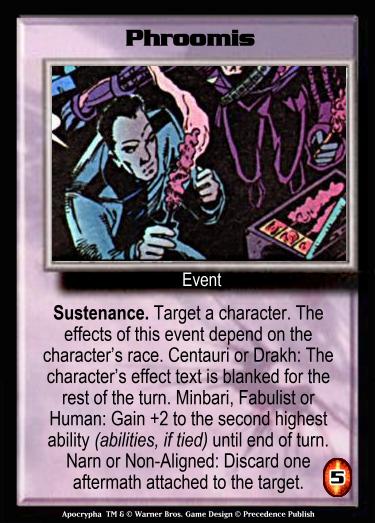 Phroomis
Event
Sustenance. Target a character. The
effects of this event depend on the
character's race. Centauri or Drakh: The
character's effect text is blanked for the
rest of the turn. Minbari, Fabulist or
Human: Gain +2 to the second highest
ability (abilities, if tied) until end of turn.
Narn or Non-Aligned: Discard one
aftermath attached to the target.
5
Apocrypha TM & © Warner Bros. Game Design © Precedence Publish